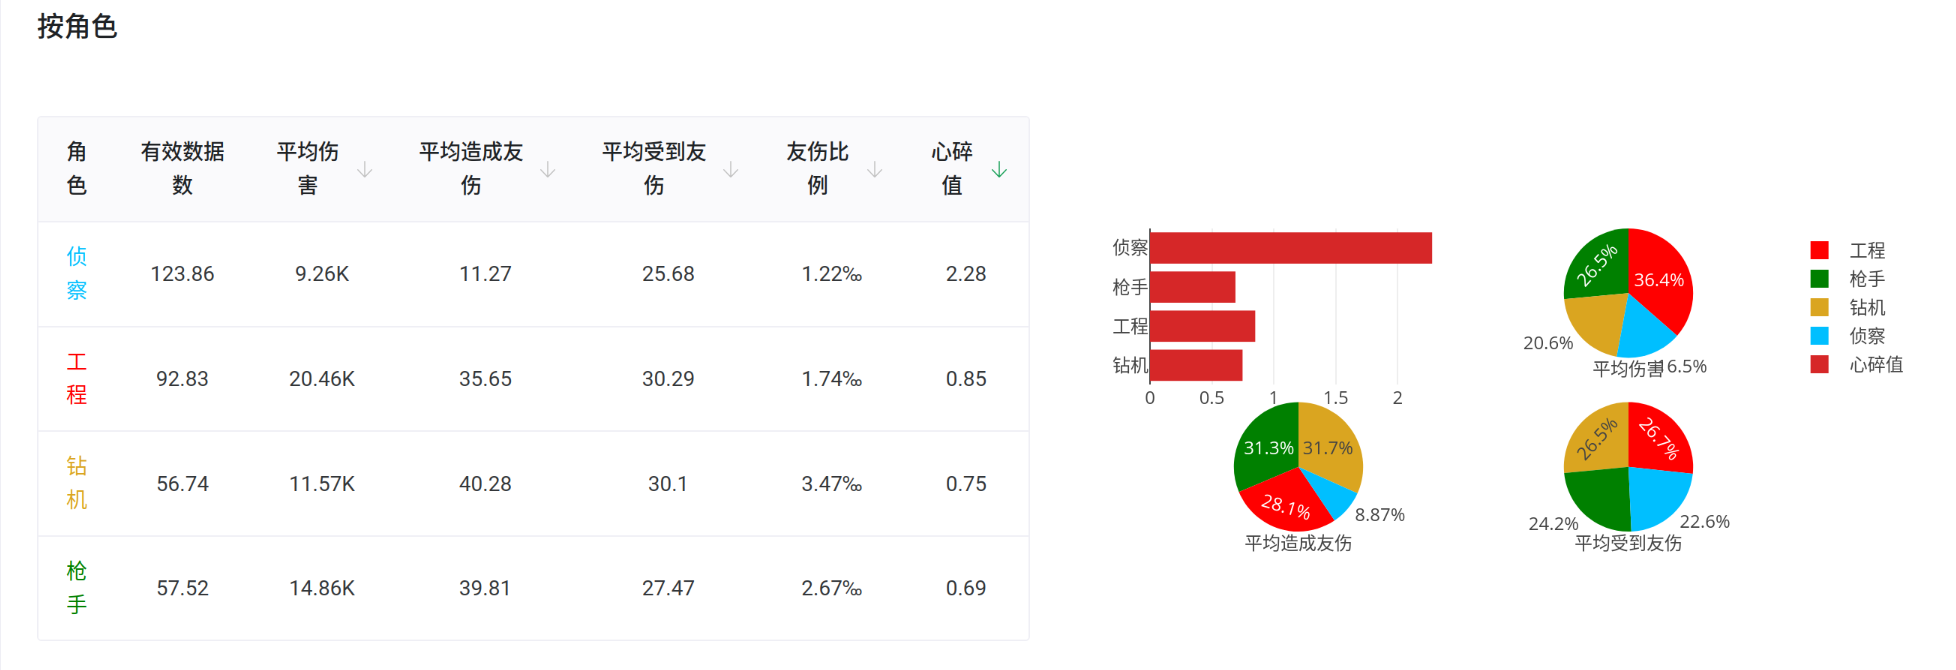 按角色
角色 有效数据数 平均伤害 平均造成友伤 平均受到友伤 友伤比例 心碎值
侦察 123.86 9.26K 11.27 25.68 1.22‰ 2.28
工程 92.83 20.46K 35.65 30.29 1.74‰ 0.85
钻机 56.74 11.57K 40.28 30.1 3.47‰ 0.75
枪手 57.52 14.86K 39.81 27.47 2.67‰ 0.69
侦察
枪手
工程
钻机
0 0.5 1 1.5 2
26.5% 36.4%
20.6%
16.5%
平均伤害
工程
枪手
钻机
侦察
心碎值
31.3% 31.7%
28.1%
8.87%
平均造成友伤
26.5% 26.7%
24.2% 22.6%
平均受到友伤